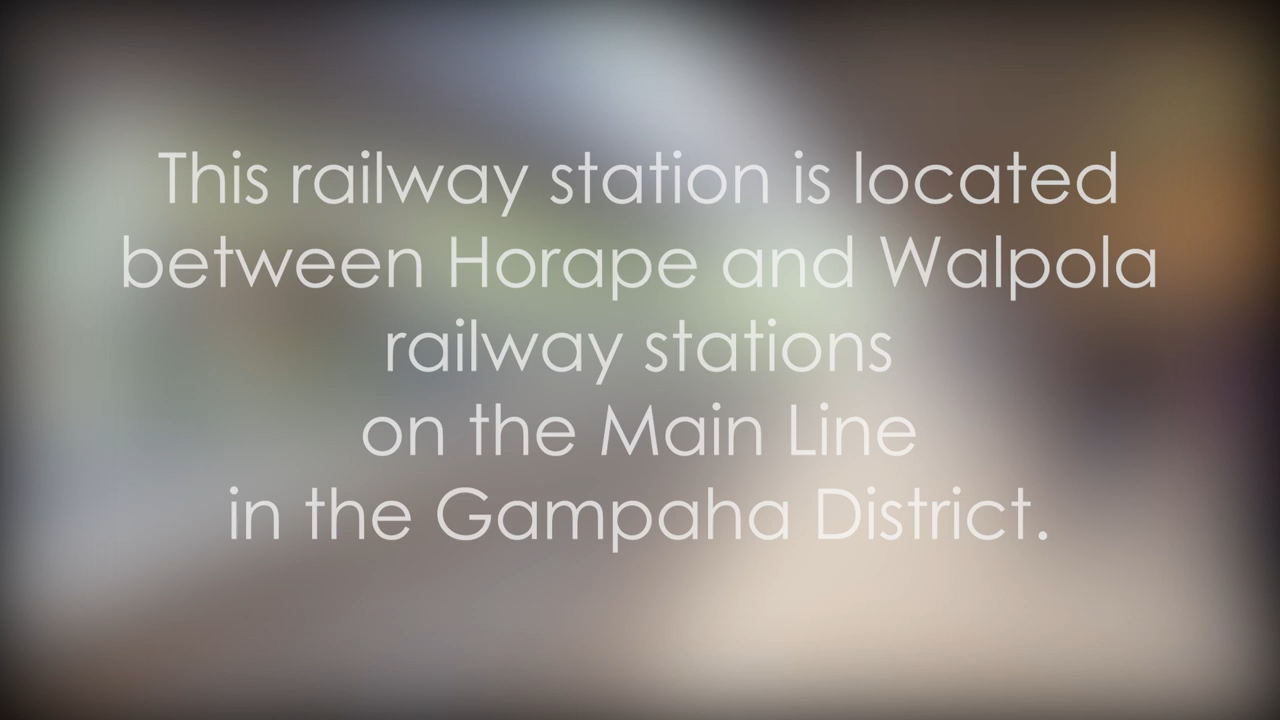 This railway station is located
between Horape and Walpola
railway stations
on the Main Line
in the Gampaha District.